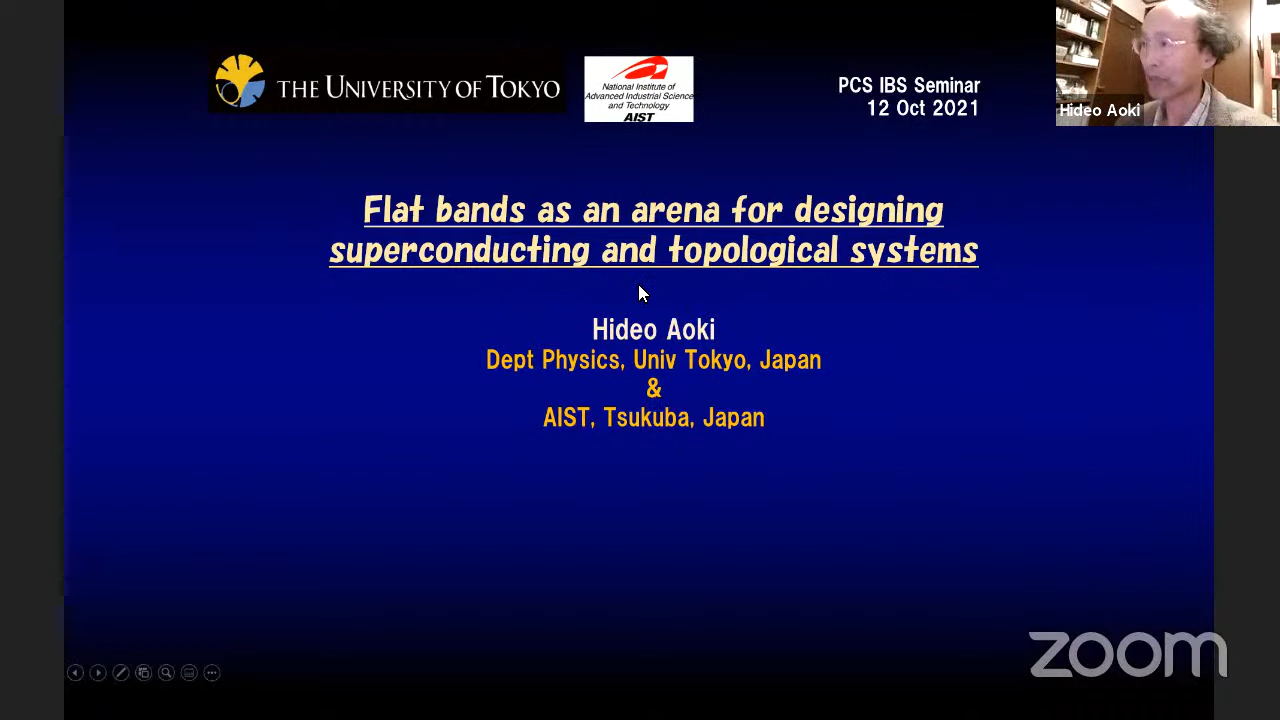 THE UNIVERSITY OF TOKYO
National Institute of
Advanced Industrial Science
and Technology
AIST
PCS IBS Seminar
12 Oct 2021
Hideo Aoki
Flat bands as an arena for designing
superconducting and topological systems
Hideo Aoki
Dept Physics, Univ Tokyo, Japan
&
AIST, Tsukuba, Japan
zoom